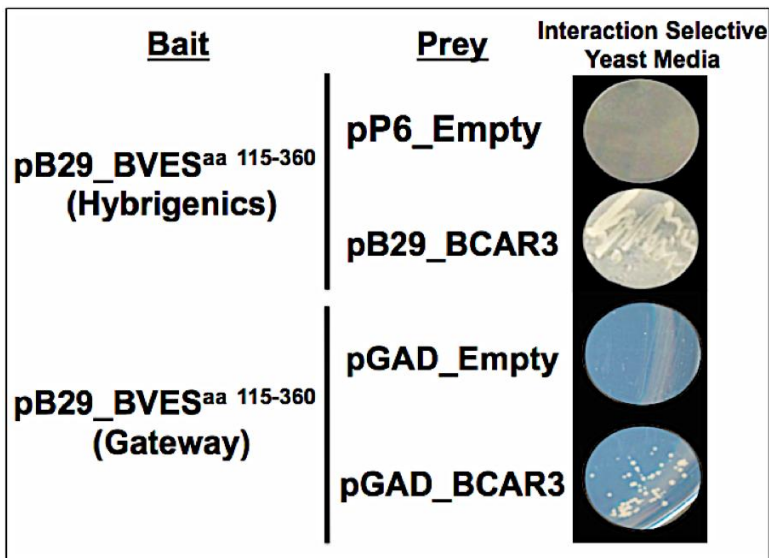 Bait
Prey
Interaction Selective
Yeast Media
pB29_BVESaa 115-360
(Hybrigenics)
pP6_Empty
pB29_BCAR3
pB29_BVESaa 115-360
(Gateway)
pGAD_Empty
pGAD_BCAR3